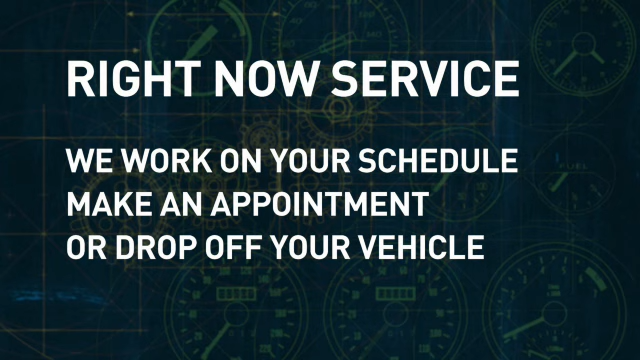 RIGHT NOW SERVICE
WE WORK ON YOUR SCHEDULE
MAKE AN APPOINTMENT
OR DROP OFF YOUR VEHICLE